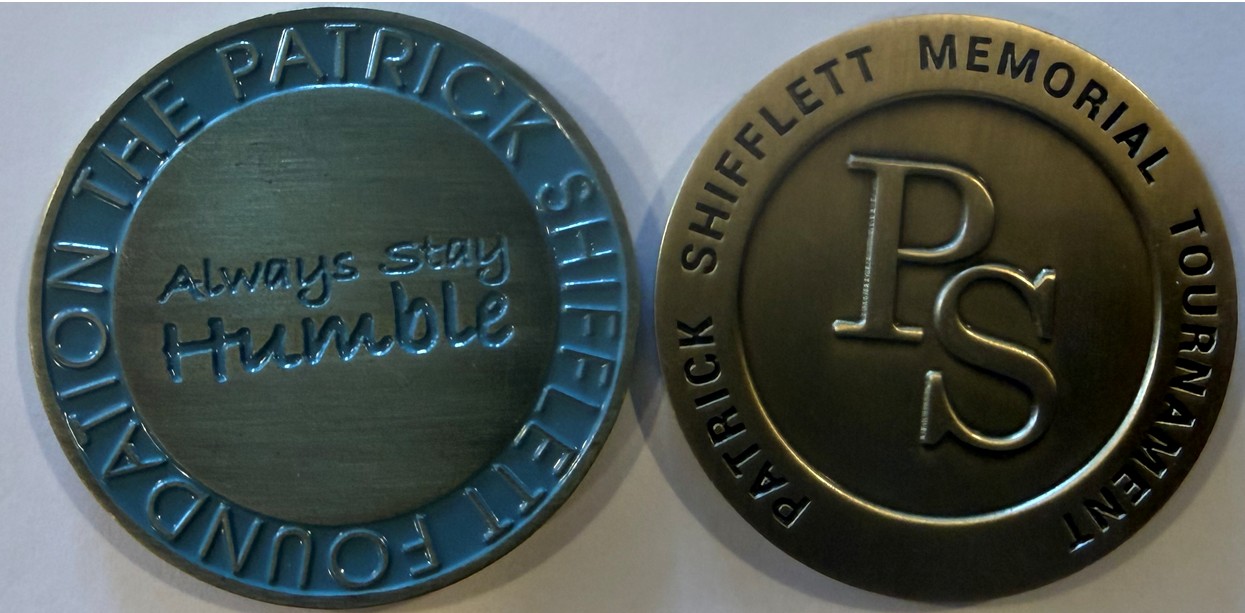 THE PATRICK SHIFFLETT FOUNDATION
Always Stay
Humble
PATRICK SHIFFLETT MEMORIAL TOURNAMENT
PS